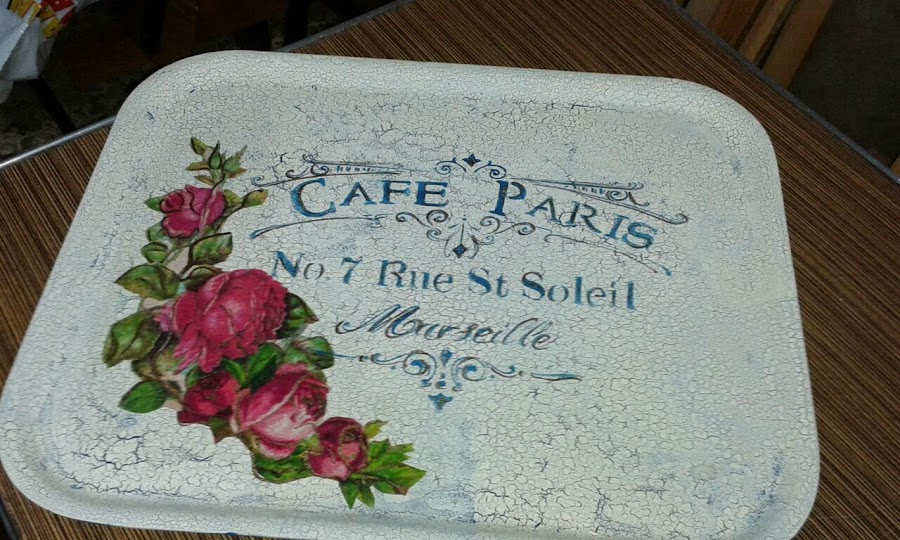 CAFE PARIS
No. 7 Rue St Soleil
Marseille